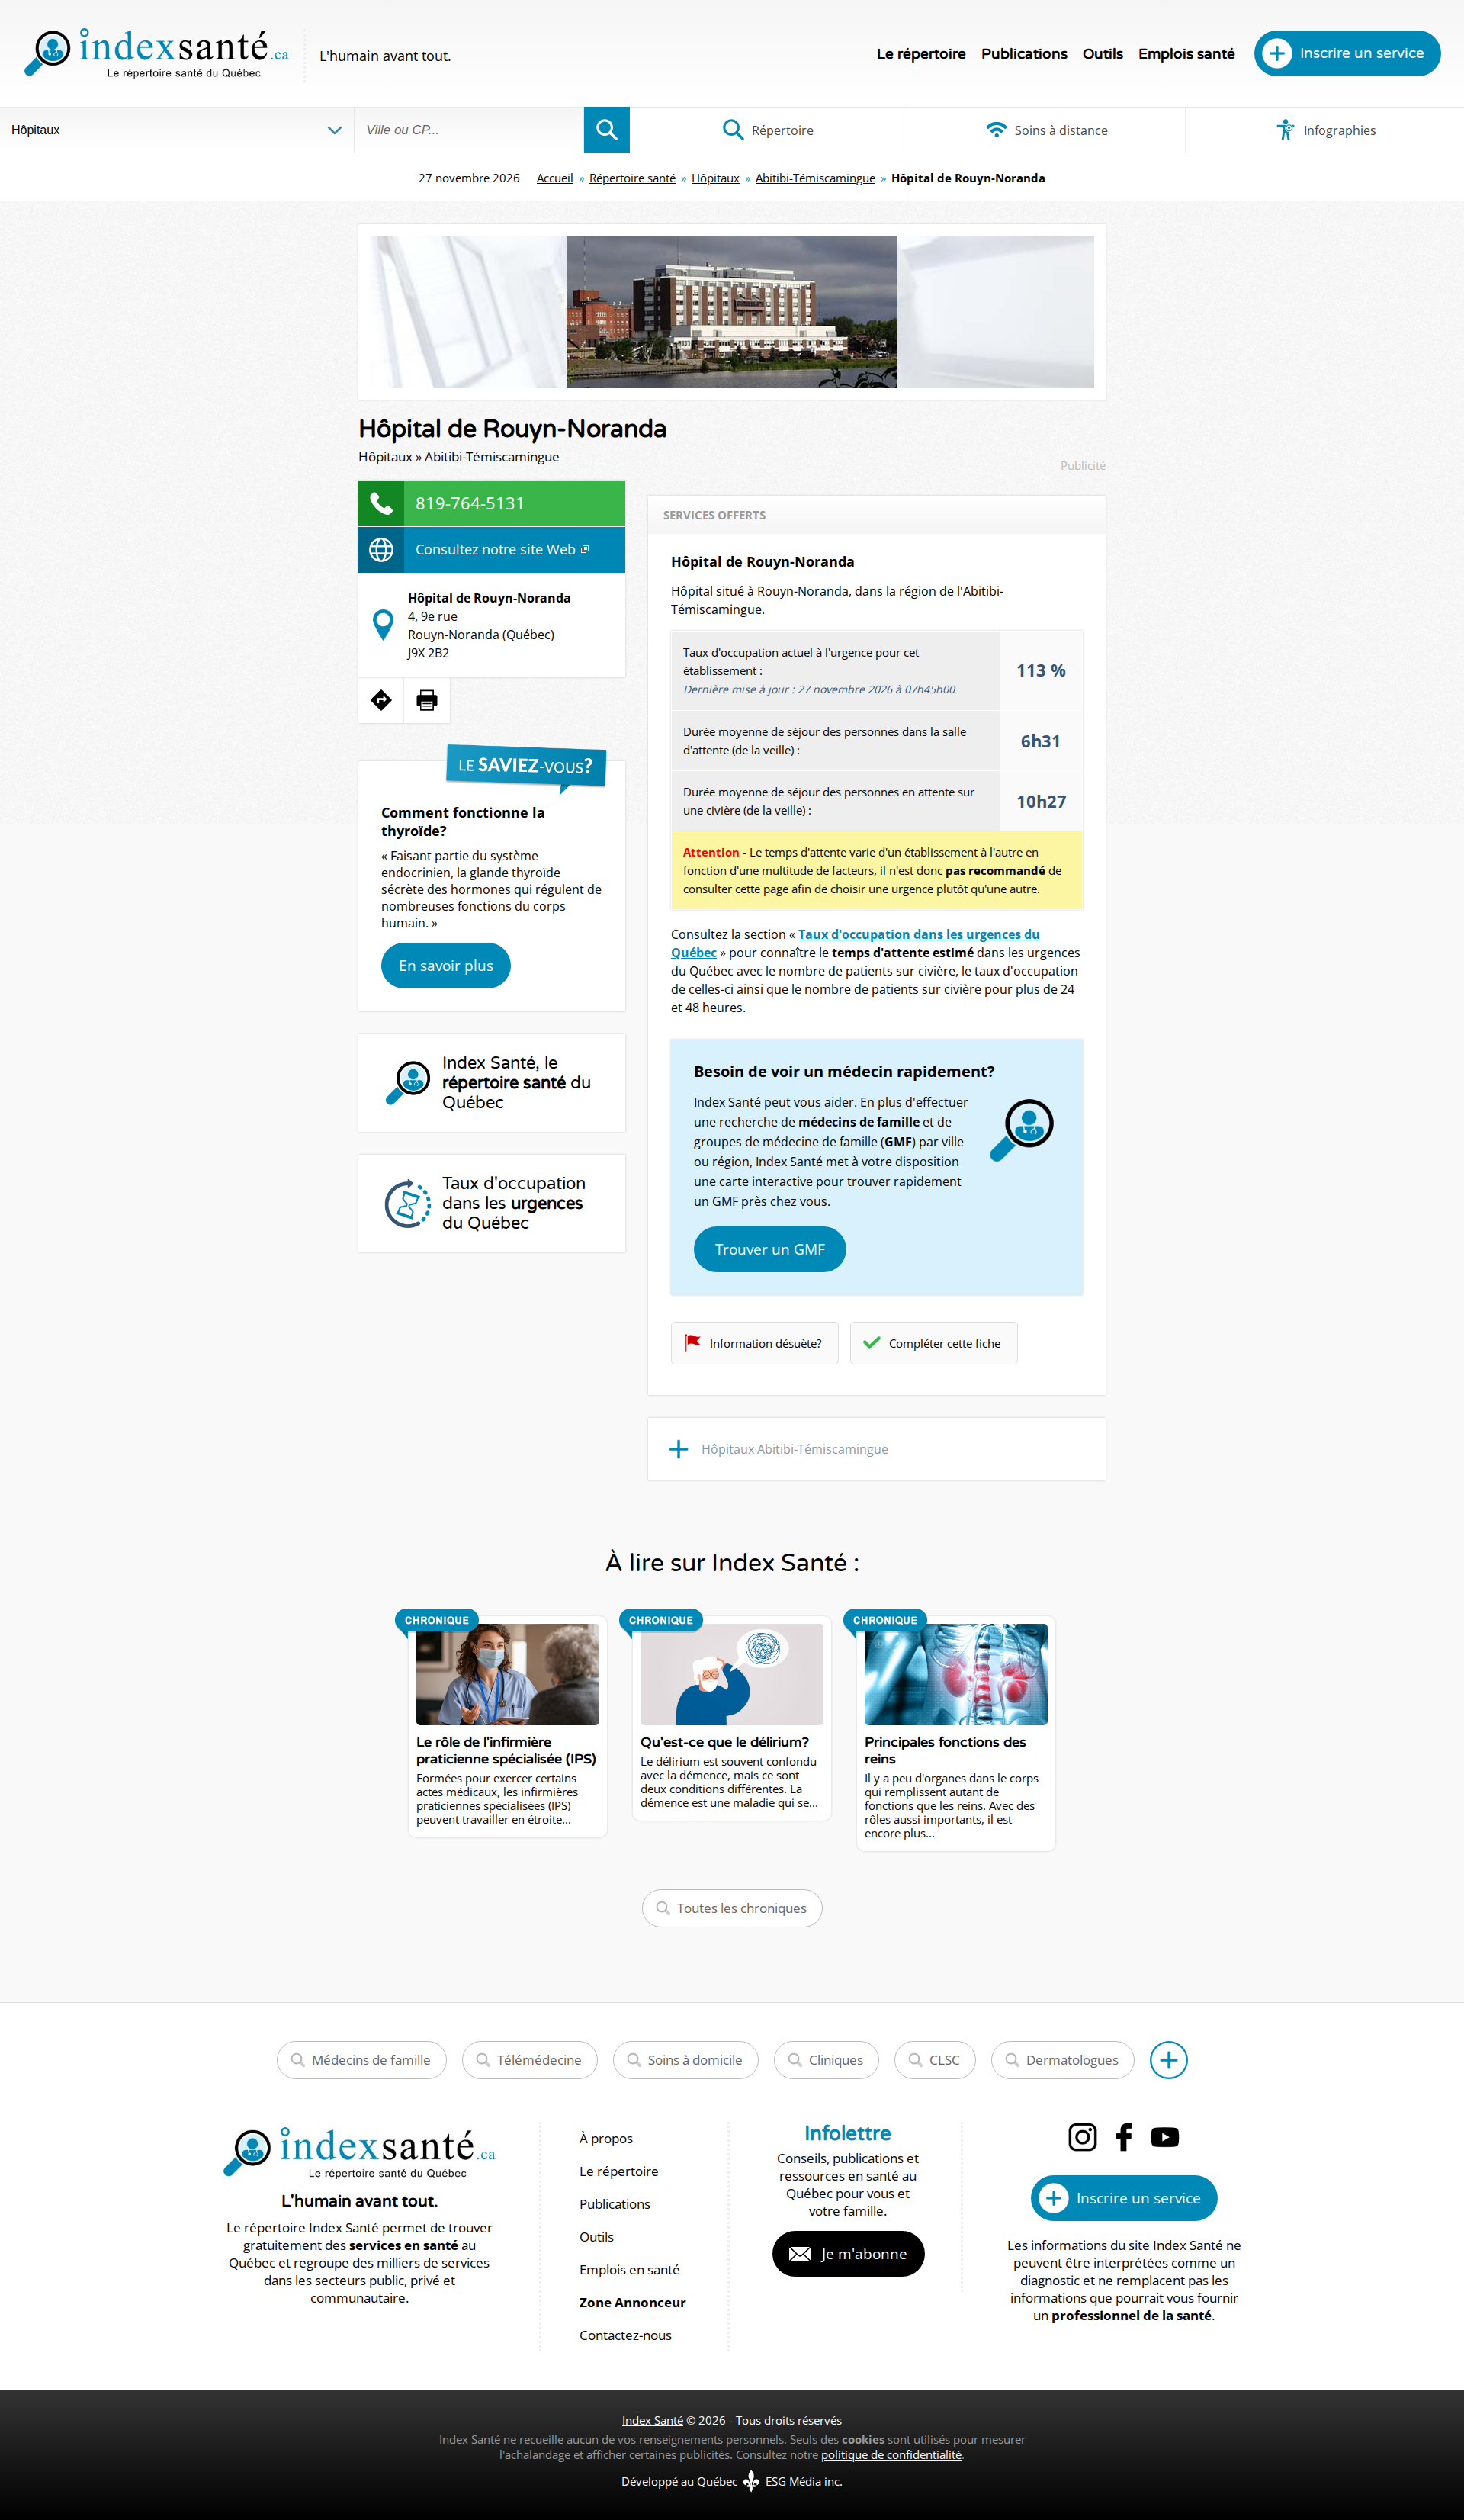 indexsanté.ca
Le répertoire santé du Québec
L'humain avant tout.
Le répertoire
Publications
Outils
Emplois santé
Inscrire un service
Hôpitaux
Ville ou CP...
Répertoire
Soins à distance
Infographies
27 novembre 2026
Accueil » Répertoire santé » Hôpitaux » Abitibi-Témiscamingue » Hôpital de Rouyn-Noranda
Hôpital de Rouyn-Noranda
Hôpitaux » Abitibi-Témiscamingue
Publicité
819-764-5131
Consultez notre site Web
Hôpital de Rouyn-Noranda
4, 9e rue
Rouyn-Noranda (Québec)
J9X 2B2
LE SAVIEZ-VOUS?
Comment fonctionne la
thyroïde?
« Faisant partie du système
endocrinien, la glande thyroïde
sécrète des hormones qui régulent de
nombreuses fonctions du corps
humain. »
En savoir plus
Index Santé, le
répertoire santé du
Québec
Taux d'occupation
dans les urgences
du Québec
SERVICES OFFERTS
Hôpital de Rouyn-Noranda
Hôpital situé à Rouyn-Noranda, dans la région de l'Abitibi-
Témiscamingue.
Taux d'occupation actuel à l'urgence pour cet
établissement :
Dernière mise à jour : 27 novembre 2026 à 07h45h00
113 %
Durée moyenne de séjour des personnes dans la salle
d'attente (de la veille) :
6h31
Durée moyenne de séjour des personnes en attente sur
une civière (de la veille) :
10h27
Attention - Le temps d'attente varie d'un établissement à l'autre en
fonction d'une multitude de facteurs, il n'est donc pas recommandé de
consulter cette page afin de choisir une urgence plutôt qu'une autre.
Consultez la section « Taux d'occupation dans les urgences du
Québec » pour connaître le temps d'attente estimé dans les urgences
du Québec avec le nombre de patients sur civière, le taux d'occupation
de celles-ci ainsi que le nombre de patients sur civière pour plus de 24
et 48 heures.
Besoin de voir un médecin rapidement?
Index Santé peut vous aider. En plus d'effectuer
une recherche de médecins de famille et de
groupes de médecine de famille (GMF) par ville
ou région, Index Santé met à votre disposition
une carte interactive pour trouver rapidement
un GMF près chez vous.
Trouver un GMF
Information désuète?
Compléter cette fiche
Hôpitaux Abitibi-Témiscamingue
À lire sur Index Santé :
CHRONIQUE
Le rôle de l'infirmière
praticienne spécialisée (IPS)
Formées pour exercer certains
actes médicaux, les infirmières
praticiennes spécialisées (IPS)
peuvent travailler en étroite...
CHRONIQUE
Qu'est-ce que le délirium?
Le délirium est souvent confondu
avec la démence, mais ce sont
deux conditions différentes. La
démence est une maladie qui se...
CHRONIQUE
Principales fonctions des
reins
Il y a peu d'organes dans le corps
qui remplissent autant de
fonctions que les reins. Avec des
rôles aussi importants, il est
encore plus...
Toutes les chroniques
Médecins de famille
Télémédecine
Soins à domicile
Cliniques
CLSC
Dermatologues
indexsanté.ca
Le répertoire santé du Québec
L'humain avant tout.
Le répertoire Index Santé permet de trouver
gratuitement des services en santé au
Québec et regroupe des milliers de services
dans les secteurs public, privé et
communautaire.
À propos
Le répertoire
Publications
Outils
Emplois en santé
Zone Annonceur
Contactez-nous
Infolettre
Conseils, publications et
ressources en santé au
Québec pour vous et
votre famille.
Je m'abonne
Inscrire un service
Les informations du site Index Santé ne
peuvent être interprétées comme un
diagnostic et ne remplacent pas les
informations que pourrait vous fournir
un professionnel de la santé.
Index Santé © 2026 - Tous droits réservés
Index Santé ne recueille aucun de vos renseignements personnels. Seuls des cookies sont utilisés pour mesurer
l'achalandage et afficher certaines publicités. Consultez notre politique de confidentialité.
Développé au Québec ESG Média inc.